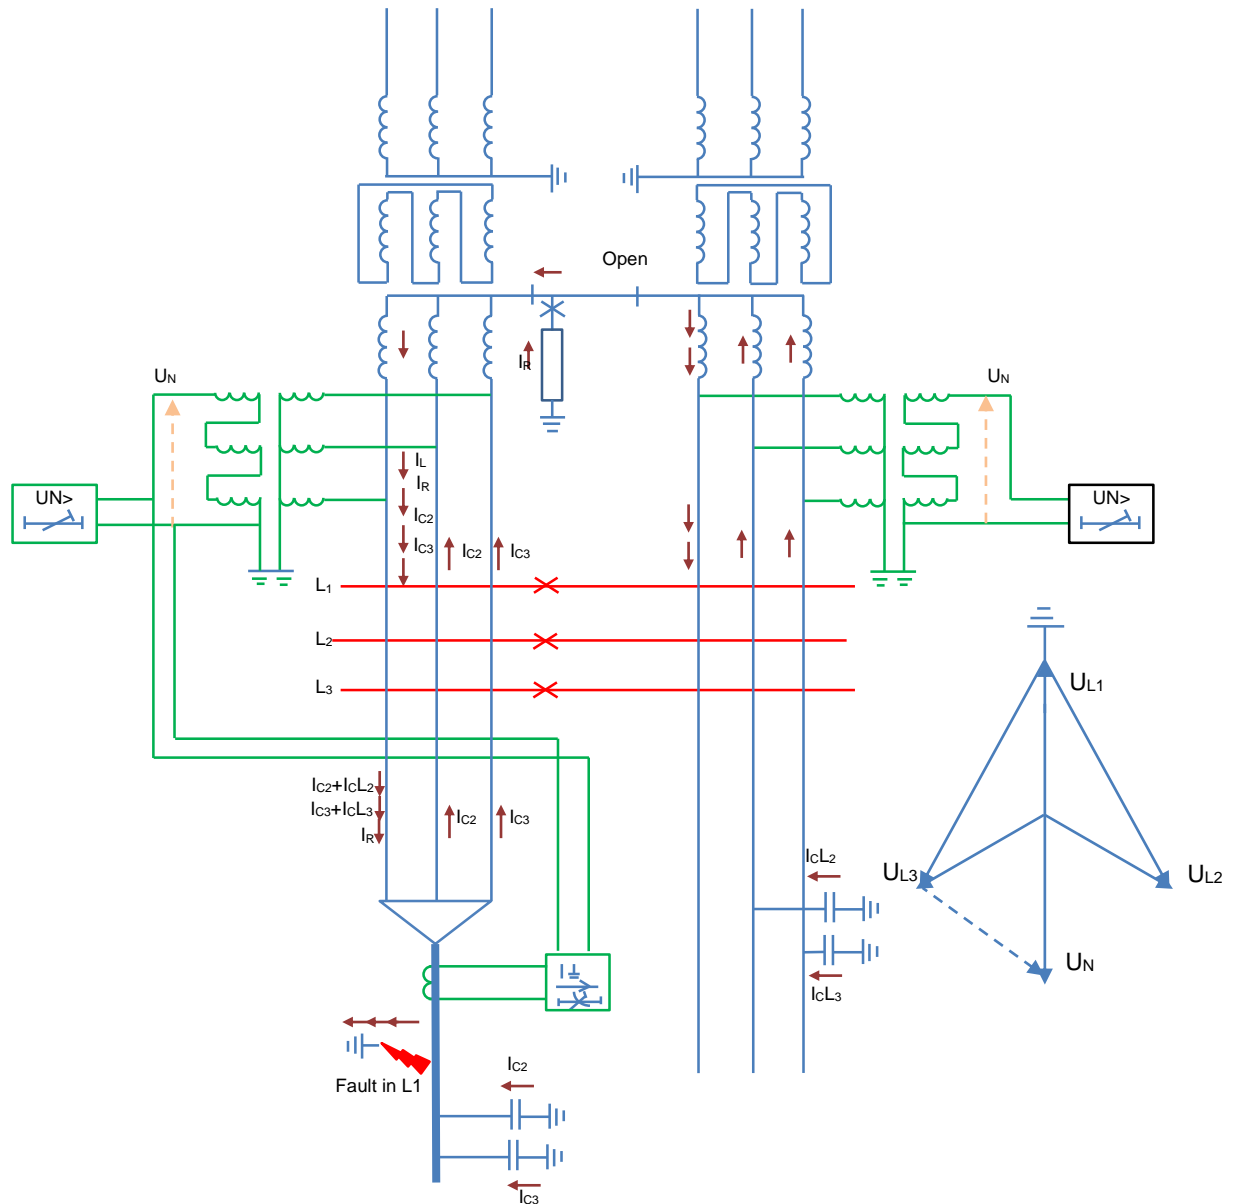 Open
IR
UN
UN
UN>
UN>
IL
IR
IC2
IC3
IC2
IC3
L1
L2
L3
UL1
IC2+ICL2
IC3+ICL3
IR
IC2
IC3
ICL2
UL3
UL2
UN
ICL3
I
Fault in L1
IC2
IC3